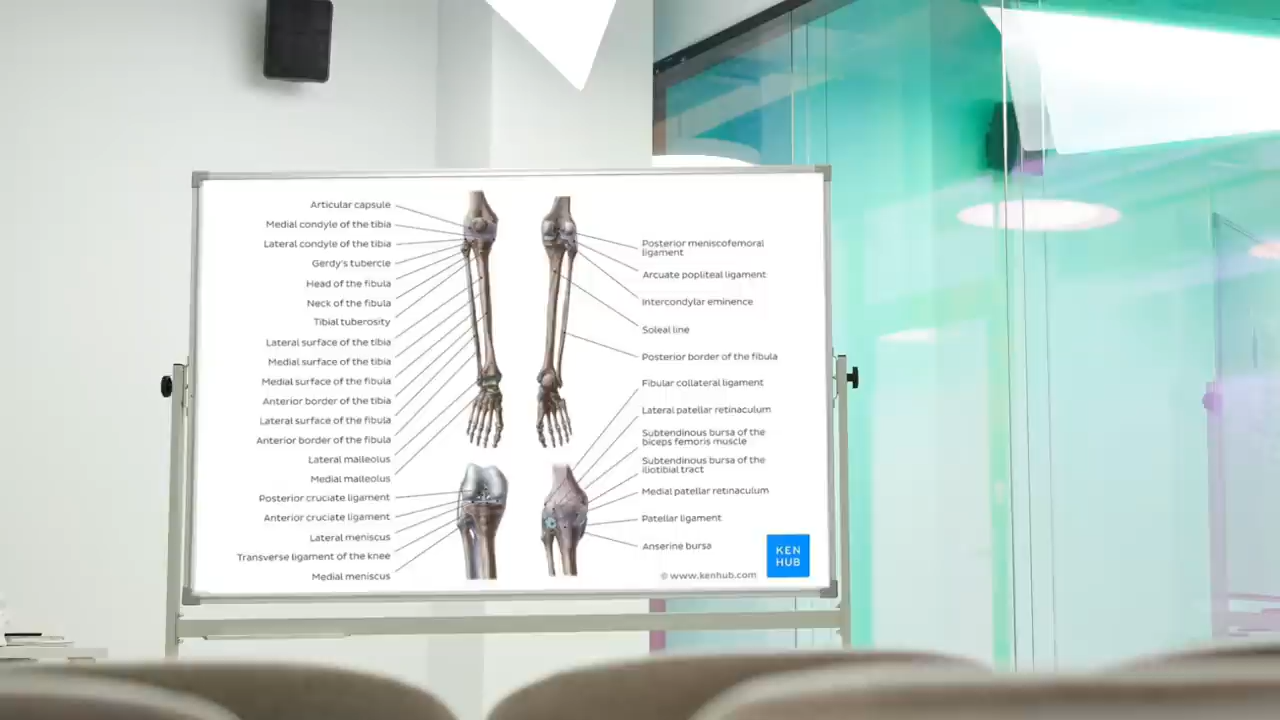 Articular capsule
Medial condyle of the tibia
Lateral condyle of the tibia
Gerdy's tubercle
Head of the fibula
Neck of the fibula
Tibial tuberosity
Lateral surface of the tibia
Medial surface of the tibia
Medial surface of the fibula
Anterior border of the tibia
Lateral surface of the fibula
Anterior border of the fibula
Lateral malleolus
Medial malleolus
Posterior cruciate ligament
Anterior cruciate ligament
Lateral meniscus
Transverse ligament of the knee
Medial meniscus
Posterior meniscofemoral
ligament
Arcuate popliteal ligament
Intercondylar eminence
Soleal line
Posterior border of the fibula
Fibular collateral ligament
Lateral patellar retinaculum
Subtendinous bursa of the
biceps femoris muscle
Subtendinous bursa of the
iliotibial tract
Medial patellar retinaculum
Patellar ligament
Anserine bursa
KEN
HUB
© www.kenhub.com